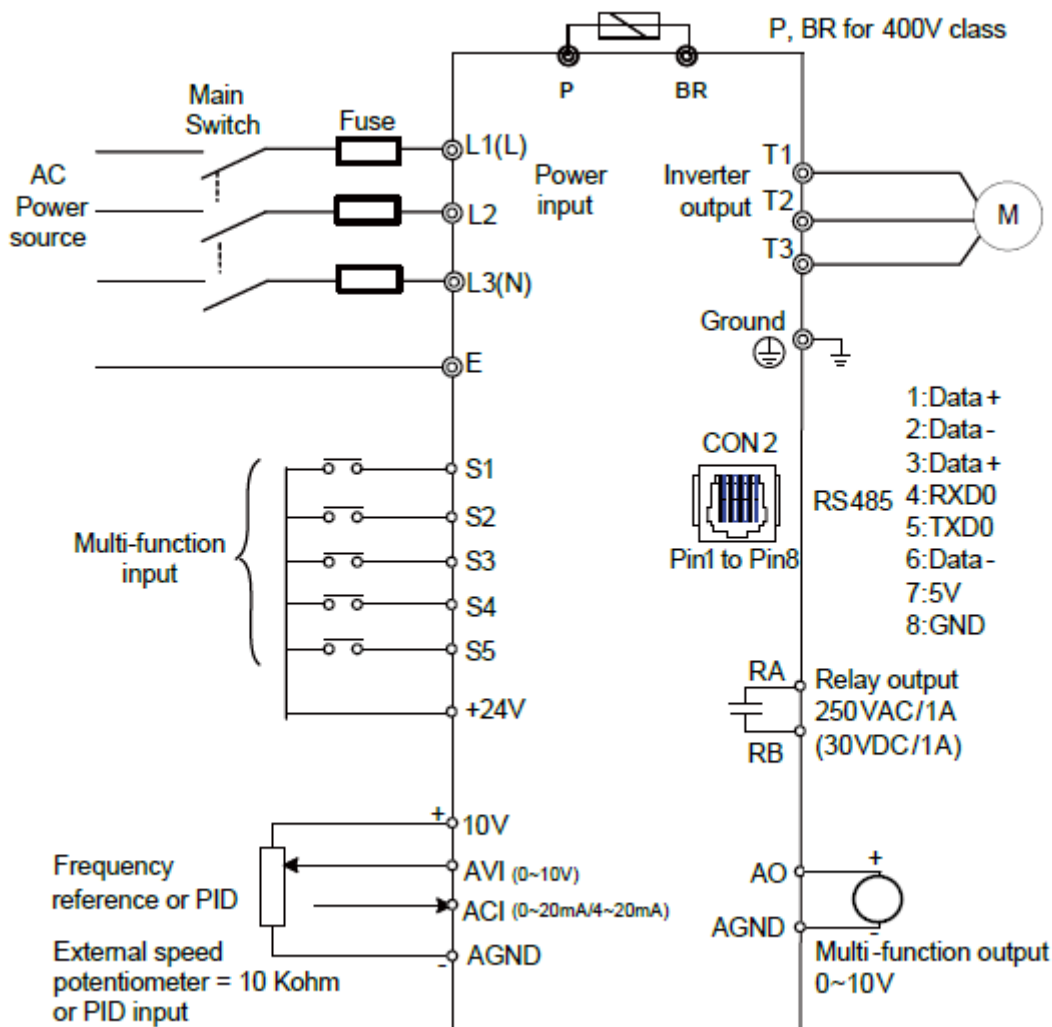 P, BR for 400V class
P
BR
Main
Switch
Fuse
AC
Power
source
L1(L)
L2
L3(N)
E
Power
input
Inverter
output
T1
T2
T3
M
Ground
CON 2
Pin1 to Pin8
RS485
1:Data+
2:Data-
3:Data+
4:RXD0
5:TXD0
6:Data-
7:5V
8:GND
Multi-function
input
S1
S2
S3
S4
S5
+24V
RA
RB
Relay output
250VAC/1A
(30VDC/1A)
+
10V
AVI (0~10V)
ACI (0~20mA/4~20mA)
AGND
-
Frequency
reference or PID
External speed
potentiometer = 10 Kohm
or PID input
AO
AGND
+
-
Multi-function output
0~10V